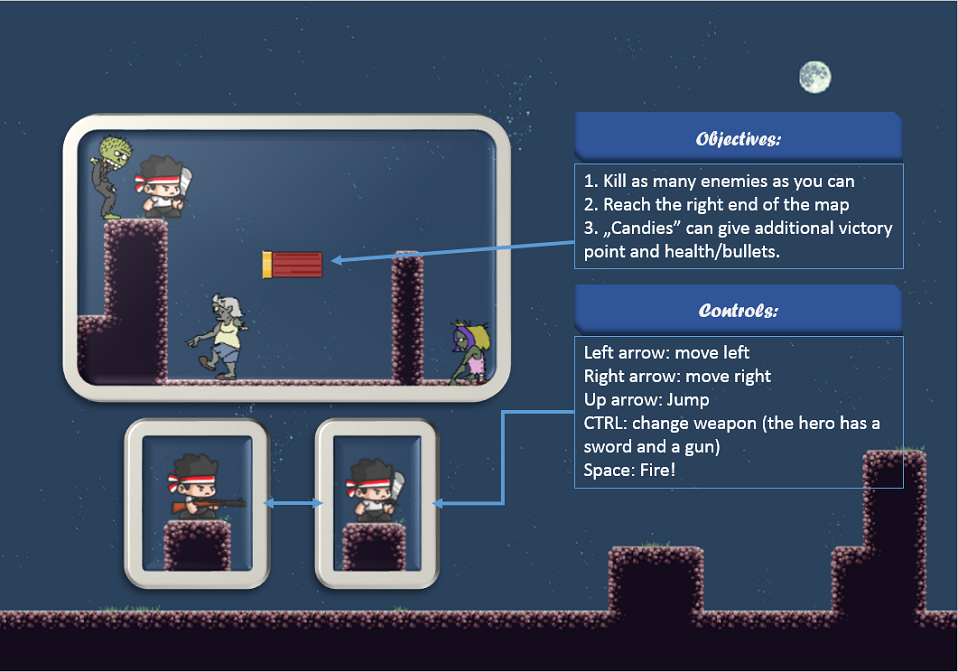 Objectives:
1. Kill as many enemies as you can
2. Reach the right end of the map
3. „Candies” can give additional victory
point and health/bullets.
Controls:
Left arrow: move left
Right arrow: move right
Up arrow: Jump
CTRL: change weapon (the hero has a
sword and a gun)
Space: Fire!